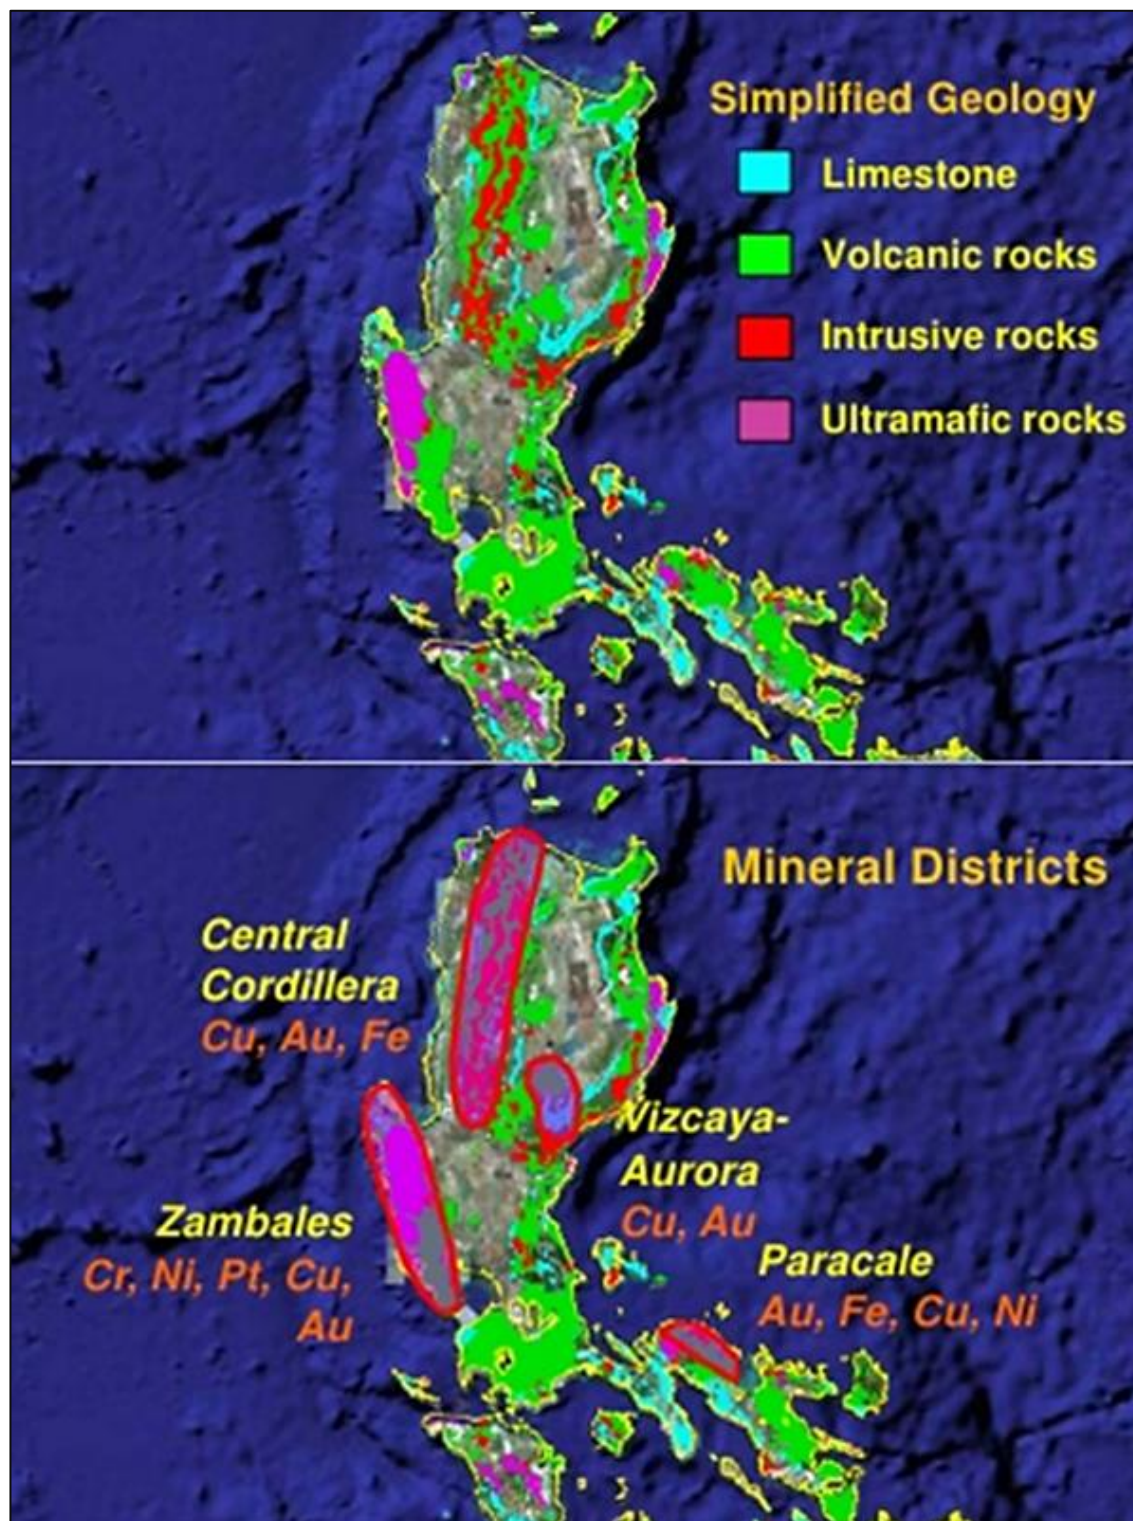 Simplified Geology
Limestone
Volcanic rocks
Intrusive rocks
Ultramafic rocks
Mineral Districts
Central
Cordillera
Cu, Au, Fe
Vizcaya-
Aurora
Cu, Au
Zambales
Cr, Ni, Pt, Cu,
Au
Paracale
Au, Fe, Cu, Ni